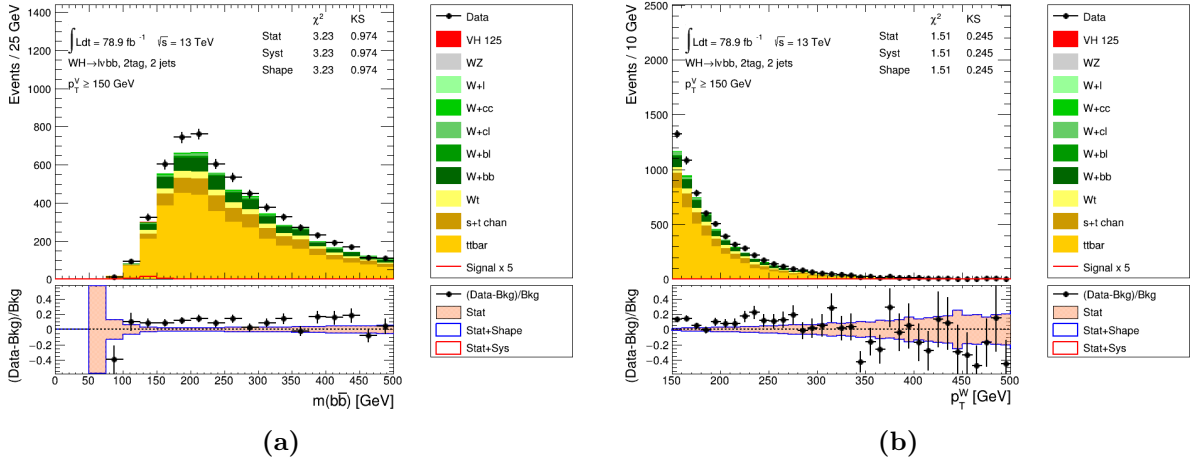 Events / 25 GeV
1400
1200
1000
800
600
400
200
0
∫Ldt = 78.9 fb⁻¹ √s = 13 TeV
WH→lvbb, 2tag, 2 jets
p_T^V ≥ 150 GeV
χ² KS
Stat 3.23 0.974
Syst 3.23 0.974
Shape 3.23 0.974
Data
VH 125
WZ
W+l
W+cc
W+cl
W+bl
W+bb
Wt
s+t chan
ttbar
Signal x 5
(Data-Bkg)/Bkg
0.4
0.2
0
−0.2
−0.4
0 50 100 150 200 250 300 350 400 450 500
m(bb̅) [GeV]
(Data-Bkg)/Bkg
Stat
Stat+Shape
Stat+Sys
(a)
Events / 10 GeV
2500
2000
1500
1000
500
0
∫Ldt = 78.9 fb⁻¹ √s = 13 TeV
WH→lvbb, 2tag, 2 jets
p_T^V ≥ 150 GeV
χ² KS
Stat 1.51 0.245
Syst 1.51 0.245
Shape 1.51 0.245
Data
VH 125
WZ
W+l
W+cc
W+cl
W+bl
W+bb
Wt
s+t chan
ttbar
Signal x 5
(Data-Bkg)/Bkg
0.4
0.2
0
−0.2
−0.4
150 200 250 300 350 400 450 500
p_T^W [GeV]
(Data-Bkg)/Bkg
Stat
Stat+Shape
Stat+Sys
(b)